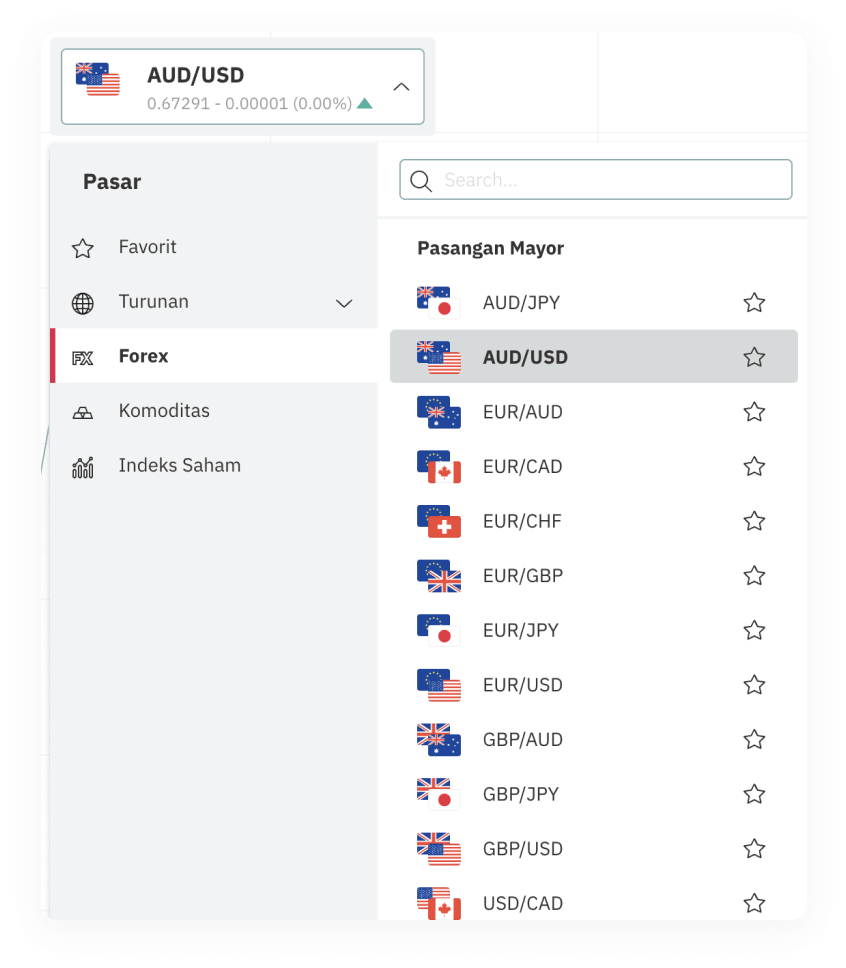 AUD/USD
0.67291 - 0.00001 (0.00%)
Pasar
Search...
Favorit
Turunan
FX Forex
Komoditas
Indeks Saham
Pasangan Mayor
AUD/JPY
AUD/USD
EUR/AUD
EUR/CAD
EUR/CHF
EUR/GBP
EUR/JPY
EUR/USD
GBP/AUD
GBP/JPY
GBP/USD
USD/CAD